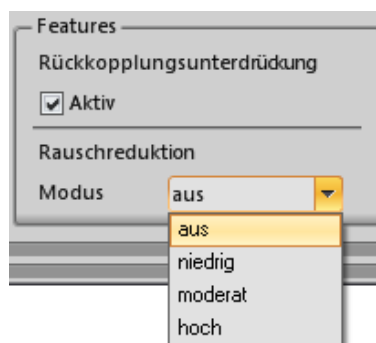 Features
Rückkopplungsunterdrückung
Aktiv
Rauschreduktion
Modus aus
aus
niedrig
moderat
hoch